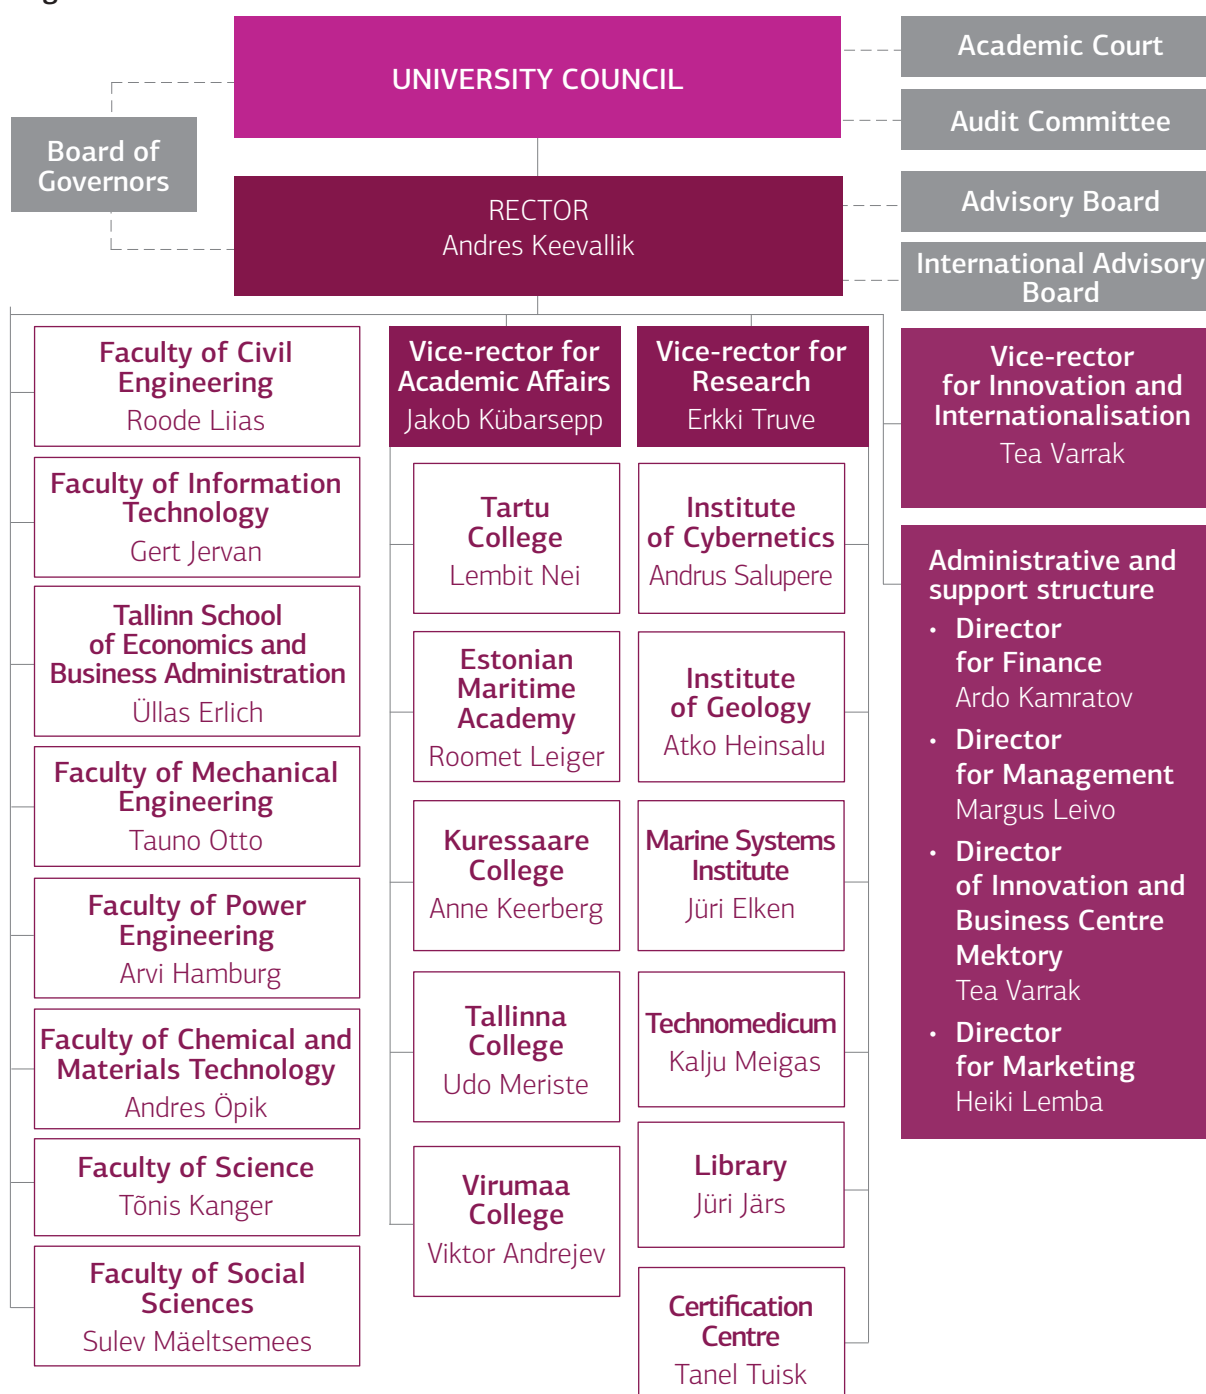 UNIVERSITY COUNCIL
Academic Court
Audit Committee
Board of
Governors
RECTOR
Andres Keevallik
Advisory Board
International Advisory
Board
Faculty of Civil
Engineering
Roode Liias
Faculty of Information
Technology
Gert Jervan
Tallinn School
of Economics and
Business Administration
Üllas Erlich
Faculty of Mechanical
Engineering
Tauno Otto
Faculty of Power
Engineering
Arvi Hamburg
Faculty of Chemical and
Materials Technology
Andres Öpik
Faculty of Science
Tõnis Kanger
Faculty of Social
Sciences
Sulev Mäeltsemees
Vice-rector for
Academic Affairs
Jakob Kübarsepp
Tartu
College
Lembit Nei
Estonian
Maritime
Academy
Roomet Leiger
Kuressaare
College
Anne Keerberg
Tallinna
College
Udo Meriste
Virumaa
College
Viktor Andrejev
Vice-rector for
Research
Erkki Truve
Institute
of Cybernetics
Andrus Salupere
Institute
of Geology
Atko Heinsalu
Marine Systems
Institute
Jüri Elken
Technomedicum
Kalju Meigas
Library
Jüri Järs
Certification
Centre
Tanel Tuisk
Vice-rector
for Innovation and
Internationalisation
Tea Varrak
Administrative and
support structure
• Director
for Finance
Ardo Kamratov
• Director
for Management
Margus Leivo
• Director
of Innovation and
Business Centre
Mektory
Tea Varrak
• Director
for Marketing
Heiki Lemba